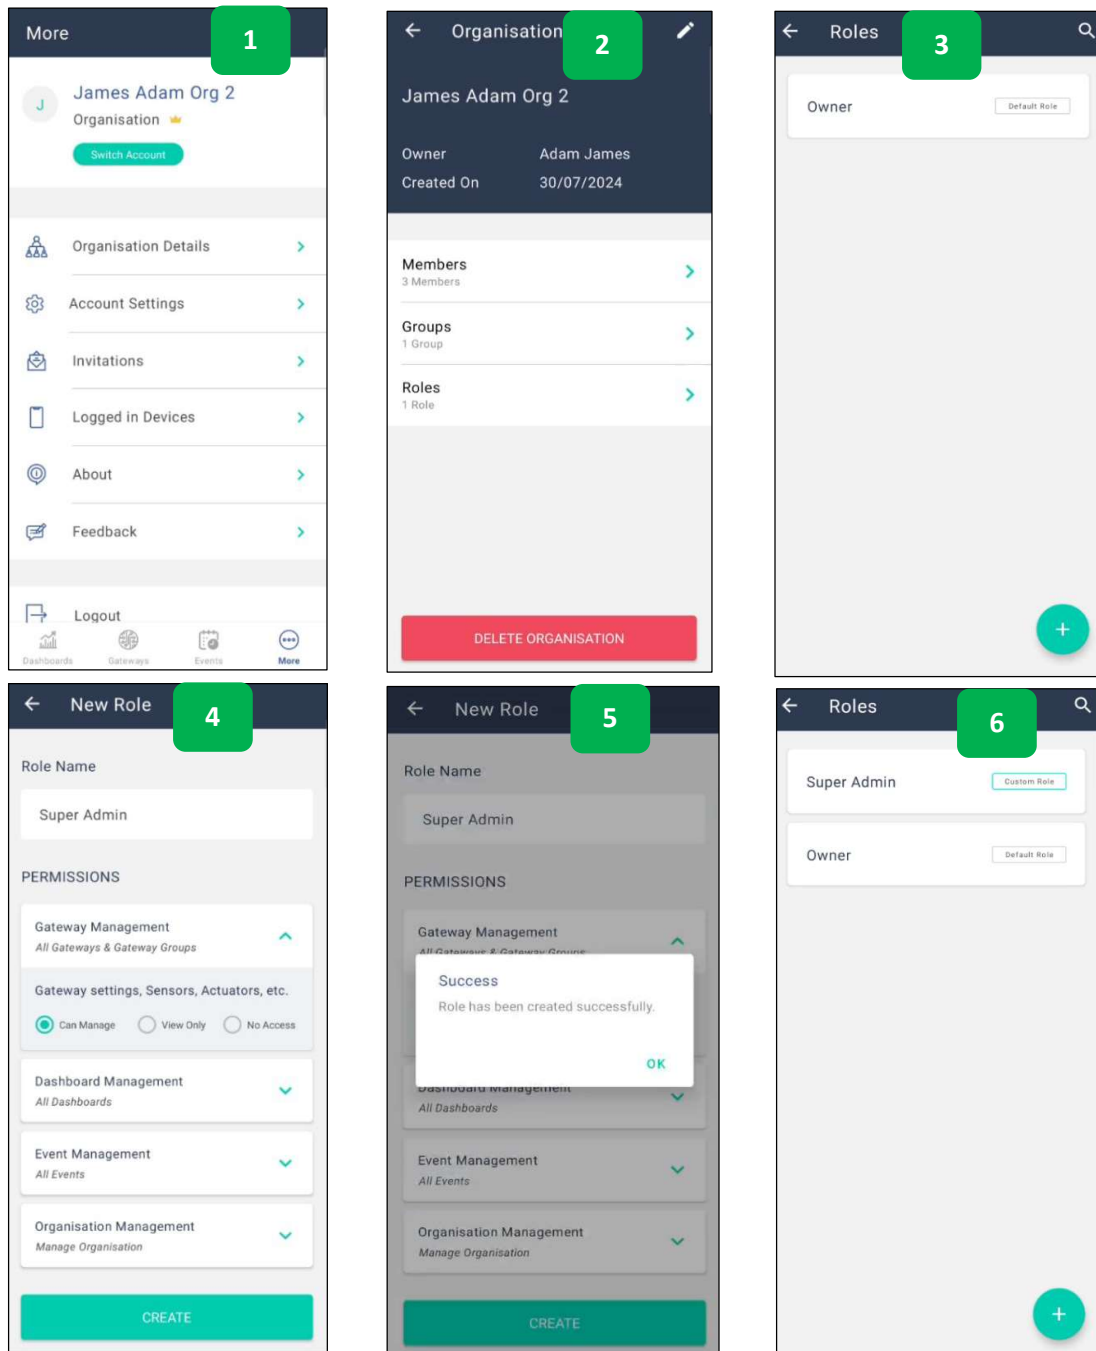 More
1
J
James Adam Org 2
Organisation
Switch Account
Organisation Details
Account Settings
Invitations
Logged in Devices
About
Feedback
Logout
Dashboards Gateways Events More
Organisation
2
James Adam Org 2
Owner Adam James
Created On 30/07/2024
Members
3 Members
Groups
1 Group
Roles
1 Role
DELETE ORGANISATION
Roles
3
Owner Default Role
+
New Role
4
Role Name
Super Admin
PERMISSIONS
Gateway Management
All Gateways & Gateway Groups
Gateway settings, Sensors, Actuators, etc.
Can Manage View Only No Access
Dashboard Management
All Dashboards
Event Management
All Events
Organisation Management
Manage Organisation
CREATE
New Role
5
Role Name
Super Admin
PERMISSIONS
Gateway Management
All Gateways & Gateway Groups
Success
Role has been created successfully.
OK
Dashboard Management
All Dashboards
Event Management
All Events
Organisation Management
Manage Organisation
CREATE
Roles
6
Super Admin Custom Role
Owner Default Role
+